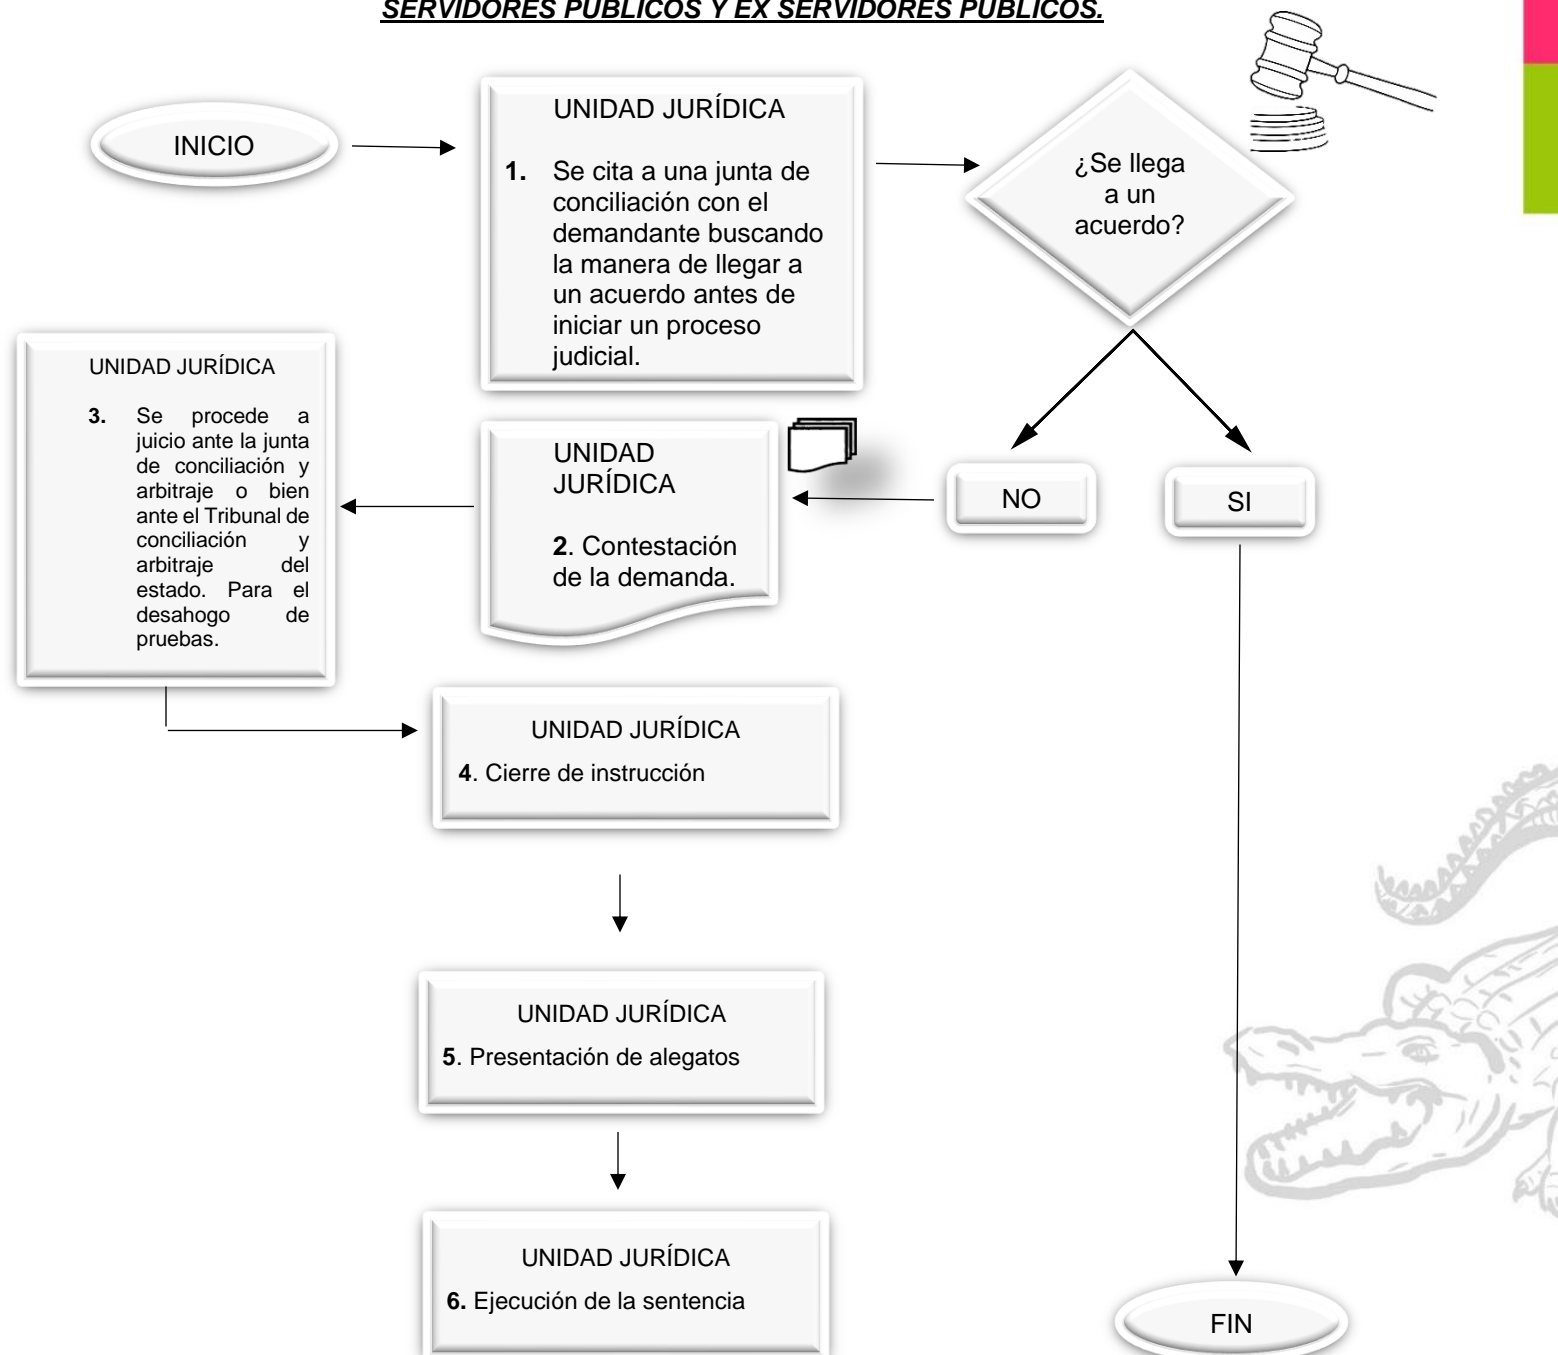 SERVIDORES PÚBLICOS Y EX SERVIDORES PÚBLICOS.
INICIO
UNIDAD JURÍDICA
1. Se cita a una junta de
conciliación con el
demandante buscando
la manera de llegar a
un acuerdo antes de
iniciar un proceso
judicial.
¿Se llega
a un
acuerdo?
NO
SI
UNIDAD
JURÍDICA
2. Contestación
de la demanda.
UNIDAD JURÍDICA
3. Se procede a
juicio ante la junta
de conciliación y
arbitraje o bien
ante el Tribunal de
conciliación y
arbitraje del
estado. Para el
desahogo de
pruebas.
UNIDAD JURÍDICA
4. Cierre de instrucción
UNIDAD JURÍDICA
5. Presentación de alegatos
UNIDAD JURÍDICA
6. Ejecución de la sentencia
FIN